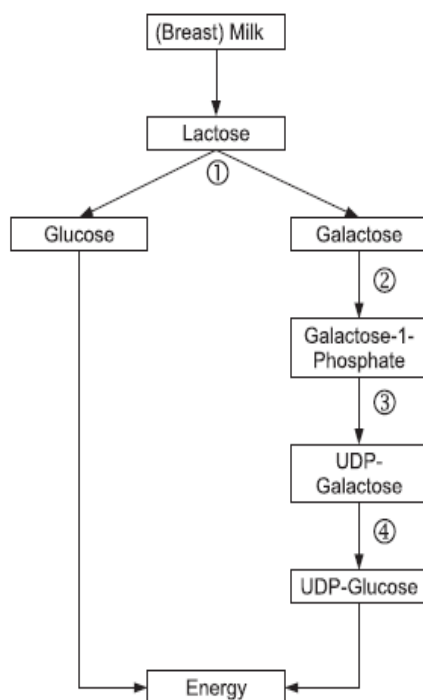 (Breast) Milk
Lactose
①
Glucose
Galactose
②
Galactose-1-
Phosphate
③
UDP-
Galactose
④
UDP-Glucose
Energy